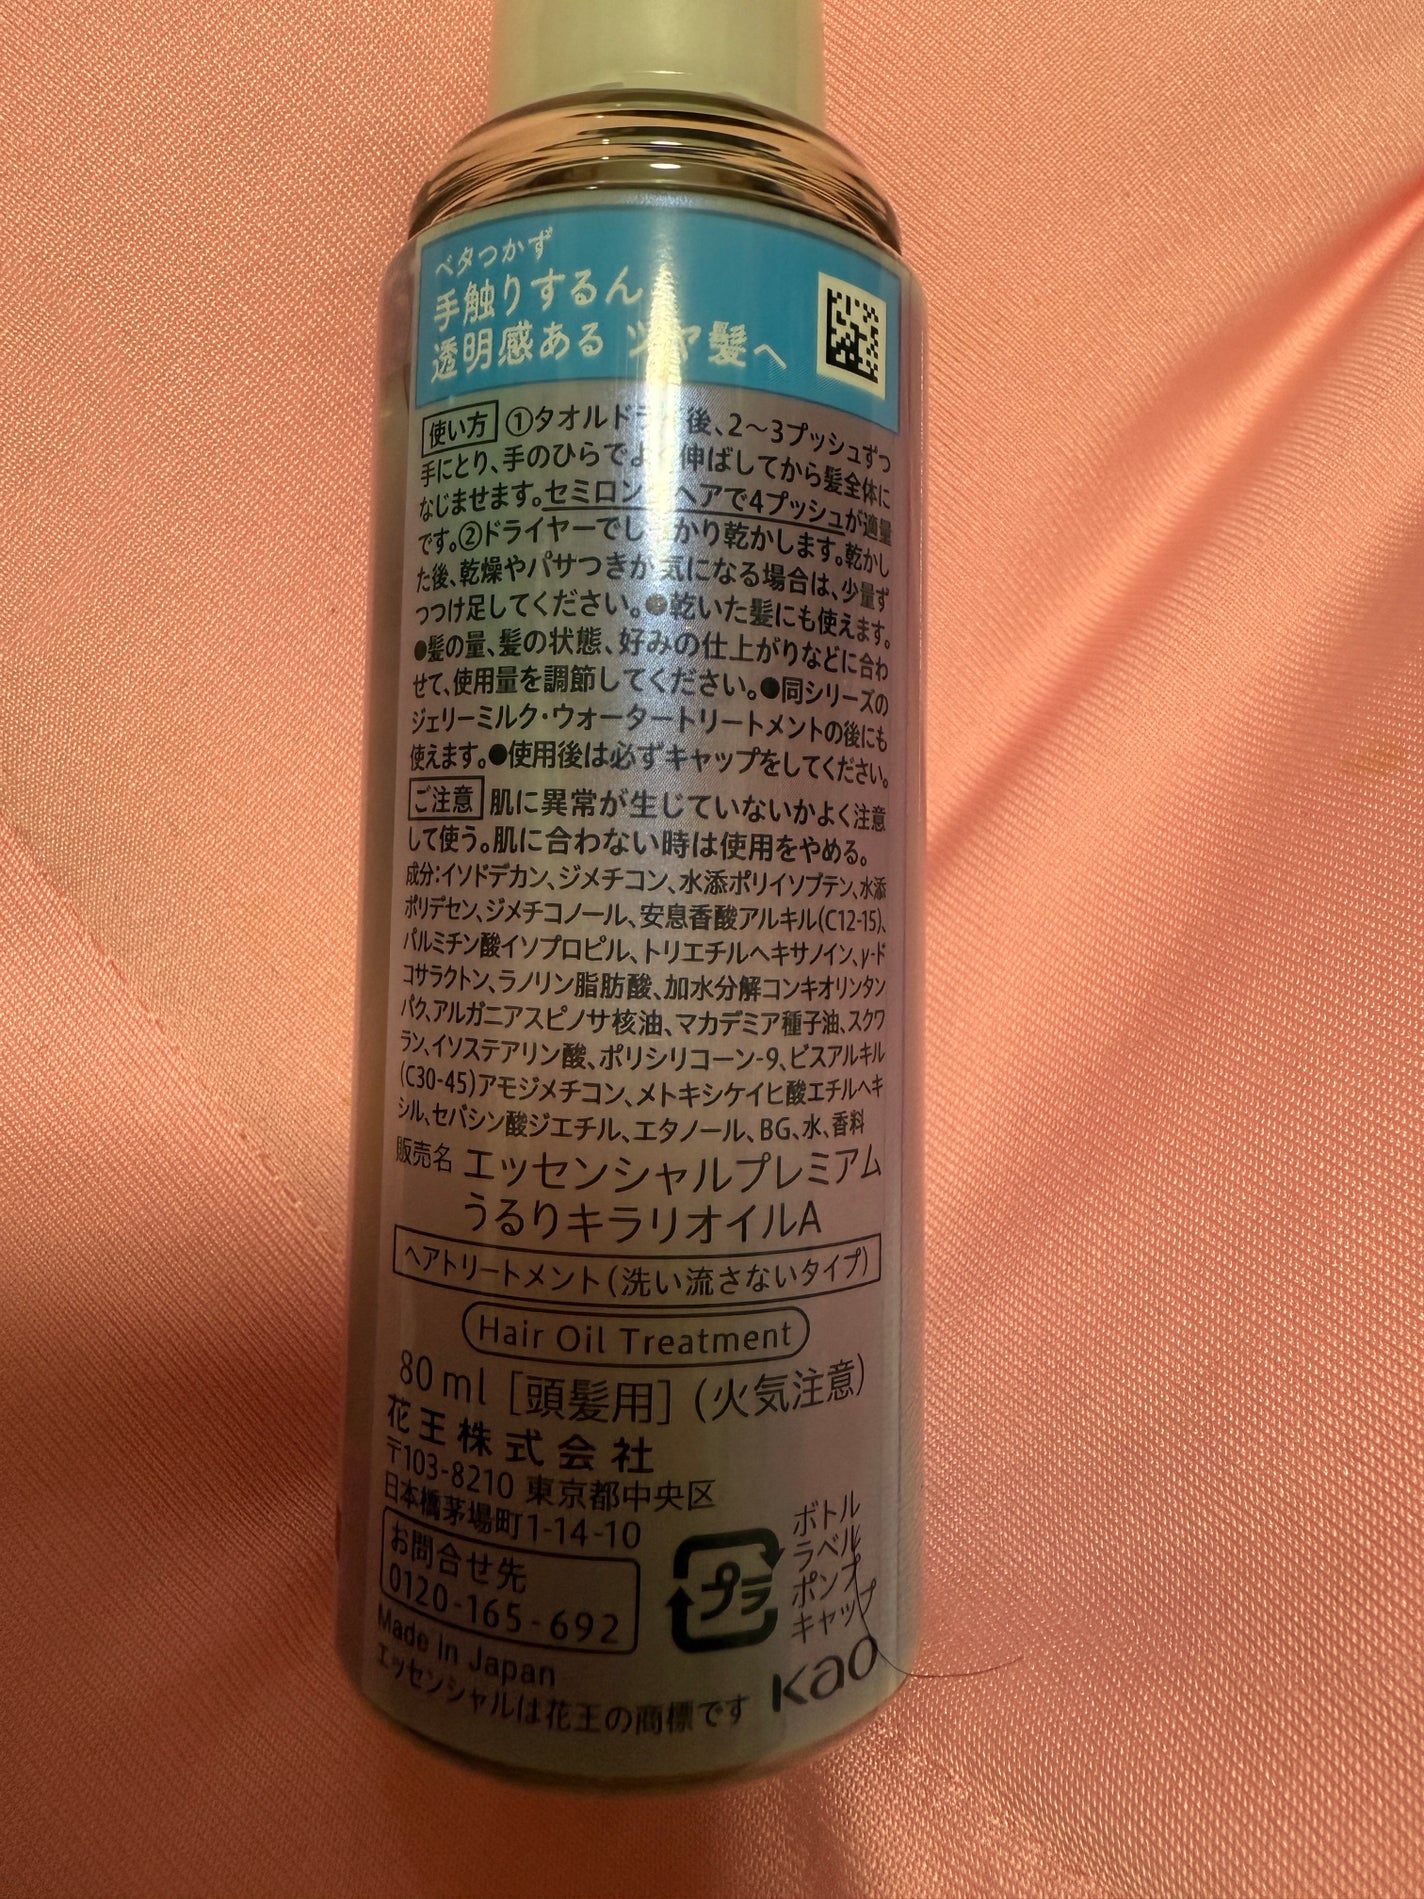 ベタつかず
手触りするん
透明感ある ツヤ髪へ
使い方 ①タオルドライ後、2〜3プッシュずつ
手にとり、手のひらでよく伸ばしてから髪全体に
なじませます。セミロングヘアで4プッシュが適量
です。②ドライヤーでしっかり乾かします。乾かし
た後、乾燥やパサつきが気になる場合は、少量ず
つつけ足してください。●乾いた髪にも使えます。
●髪の量、髪の状態、好みの仕上がりなどに合わ
せて、使用量を調節してください。●同シリーズの
ジェリーミルク・ウォータートリートメントの後にも
使えます。●使用後は必ずキャップをしてください。
ご注意 肌に異常が生じていないかよく注意
して使う。肌に合わない時は使用をやめる。
成分：イソドデカン、ジメチコン、水添ポリイソブテン、水添
ポリデセン、ジメチコノール、安息香酸アルキル(C12-15)、
パルミチン酸イソプロピル、トリエチルヘキサノイン、γ-ド
コサラクトン、ラノリン脂肪酸、加水分解コンキオリンタン
パク、アルガニアスピノサ核油、マカデミア種子油、スクワ
ラン、イソステアリン酸、ポリシリコーン-9、ビスアルキル
(C30-45)アモジメチコン、メトキシケイヒ酸エチルヘキ
シル、セバシン酸ジエチル、エタノール、BG、水、香料
販売名 エッセンシャルプレミアム
うるりキラリオイルA
ヘアトリートメント(洗い流さないタイプ)
Hair Oil Treatment
80ml [頭髪用] (火気注意)
花王株式会社
〒103-8210 東京都中央区
日本橋茅場町1-14-10
お問合せ先
0120-165-692
Made in Japan
エッセンシャルは花王の商標です
プラ
ボトル
ラベル
ポンプ
キャップ
Kao